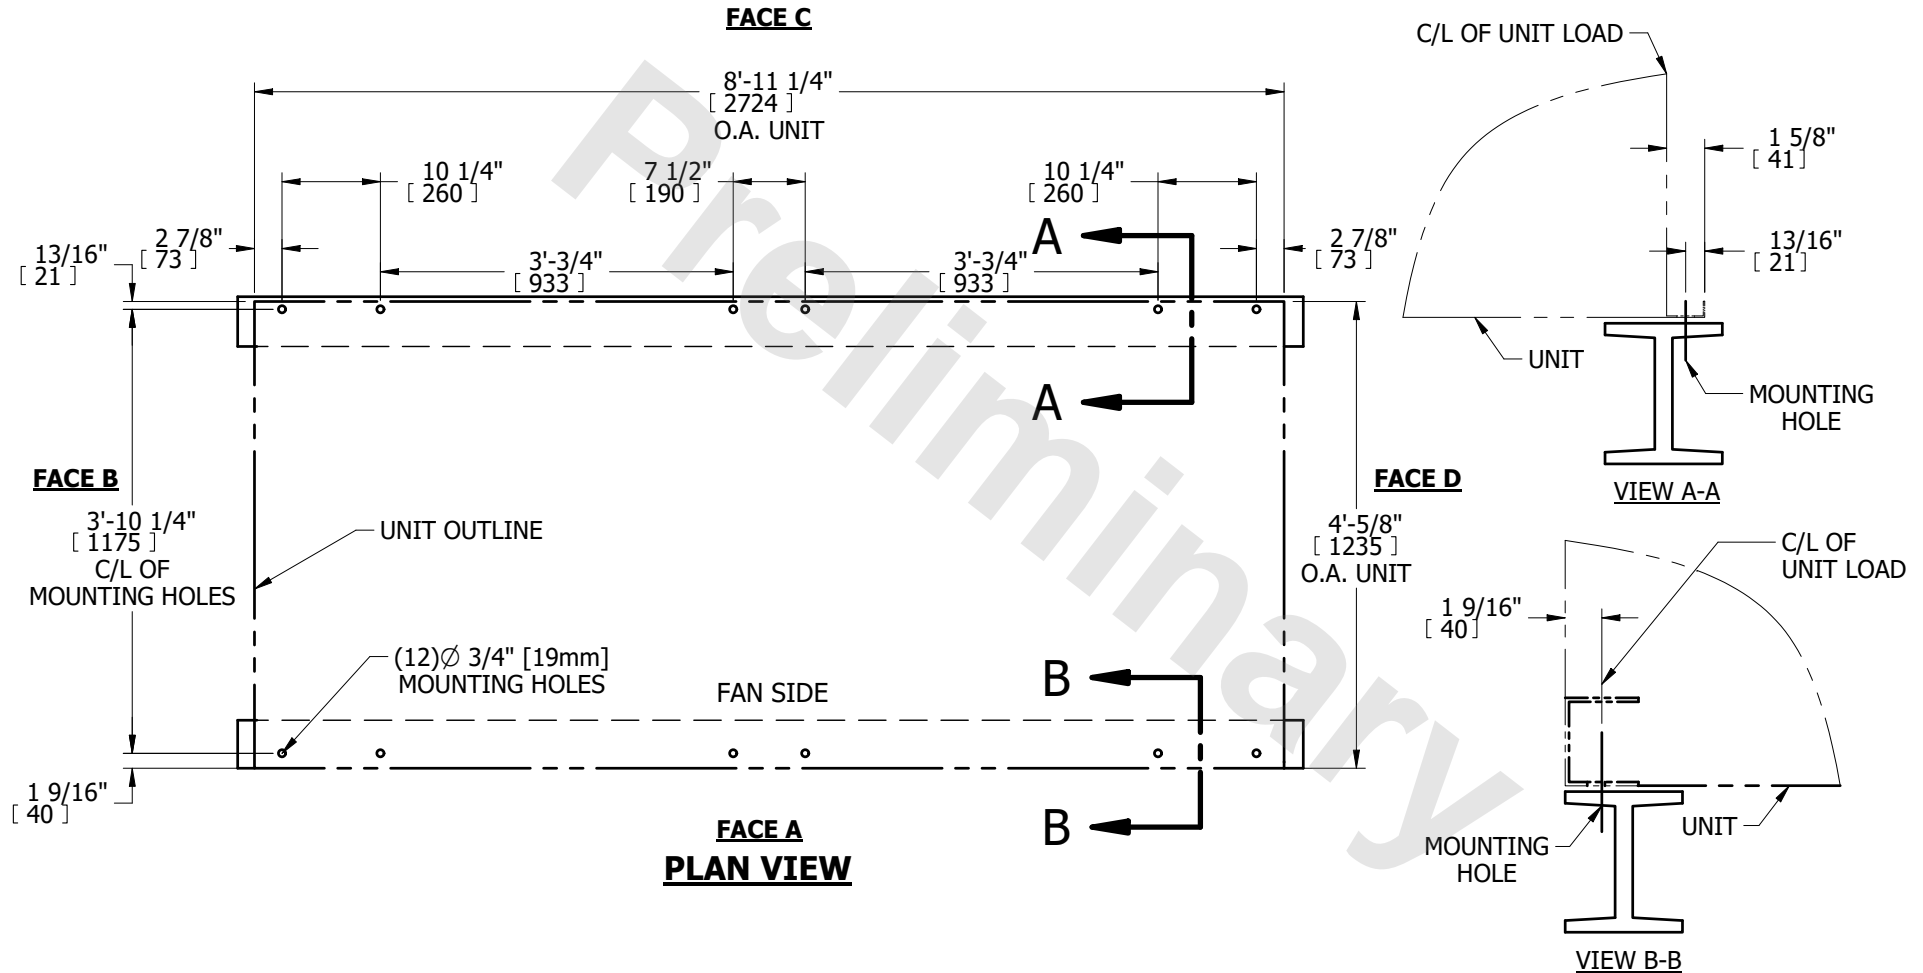 FACE C
8'-11 1/4"
[ 2724 ]
O.A. UNIT
10 1/4"
[ 260 ]
7 1/2"
[ 190 ]
10 1/4"
[ 260 ]
13/16"
[ 21 ]
2 7/8"
[ 73 ]
3'-3/4"
[ 933 ]
3'-3/4"
[ 933 ]
2 7/8"
[ 73 ]
A
A
FACE B
3'-10 1/4"
[ 1175 ]
C/L OF
MOUNTING HOLES
UNIT OUTLINE
FACE D
4'-5/8"
[ 1235 ]
O.A. UNIT
(12)Ø 3/4" [19mm]
MOUNTING HOLES
FAN SIDE
B
B
1 9/16"
[ 40 ]
FACE A
PLAN VIEW
C/L OF UNIT LOAD
1 5/8"
[ 41 ]
13/16"
[ 21 ]
UNIT
MOUNTING
HOLE
VIEW A-A
C/L OF
UNIT LOAD
1 9/16"
[ 40 ]
UNIT
MOUNTING
HOLE
VIEW B-B
Preliminary